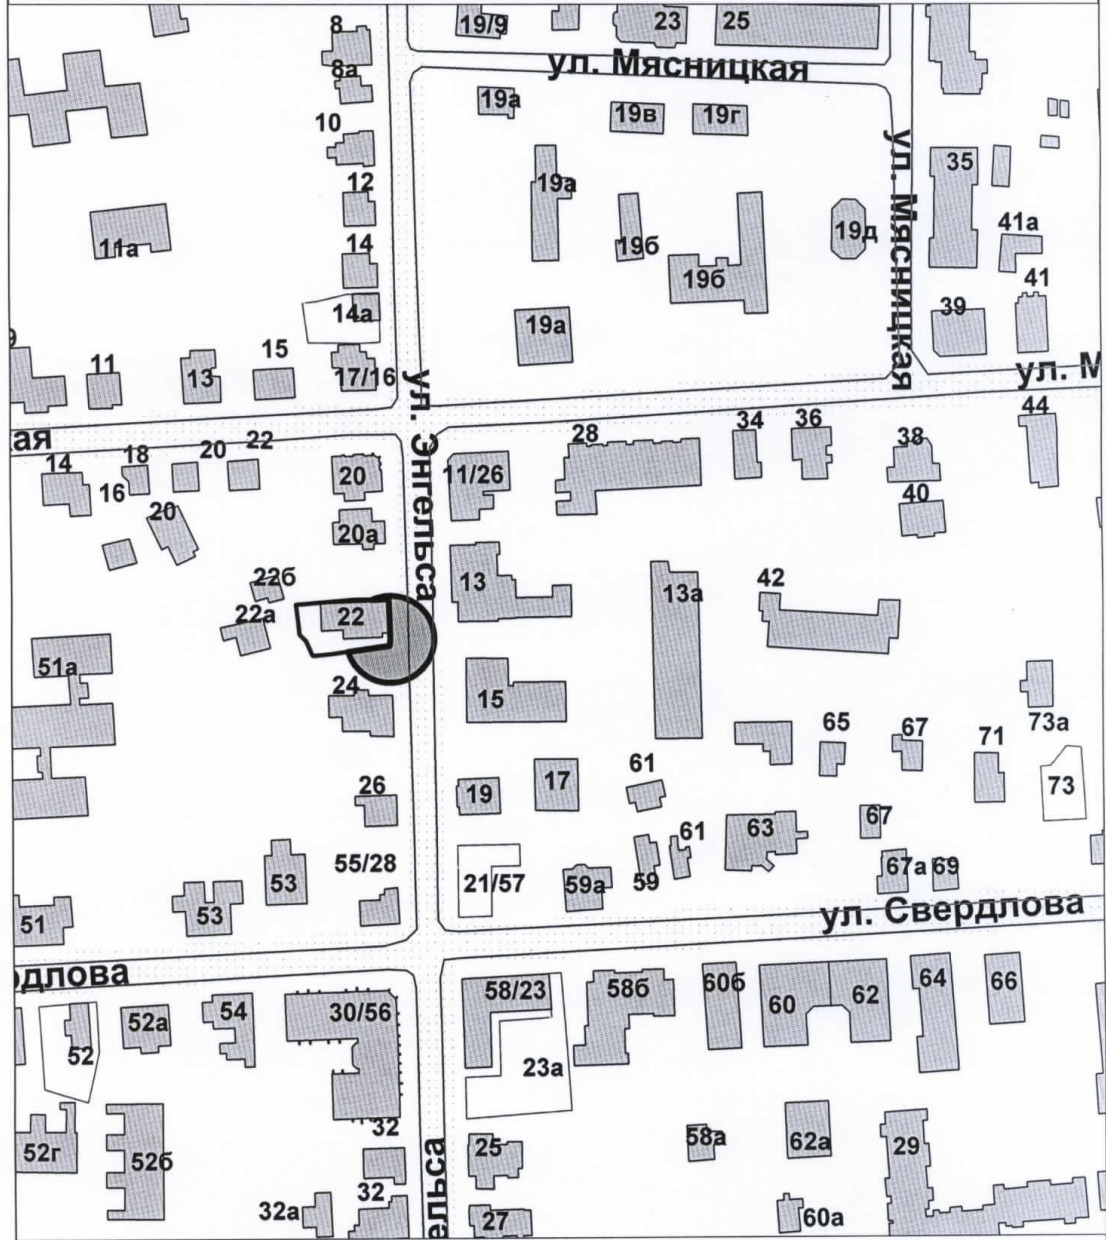 8
19/9
23
25
8а
ул. Мясницкая
19а
19в
19г
10
ул. Мясницкая
35
12
19а
11а
14
19б
19д
41а
19б
41
14а
19а
39
9
11
13
15
17/16
ул. Энгельса
ул. М
ая
14
18
20
22
20
11/26
28
34
36
38
44
16
20
20а
40
22б
13
13а
42
22а
22
51а
24
15
65
67
73а
71
26
19
17
61
73
67
53
55/28
21/57
59а
59
61
63
67а
69
51
53
ул. Свердлова
рдлова
52а
54
30/56
58/23
58б
60б
60
62
64
66
52
23а
52г
52б
32
25
58а
62а
29
ельса
32а
32
27
60а